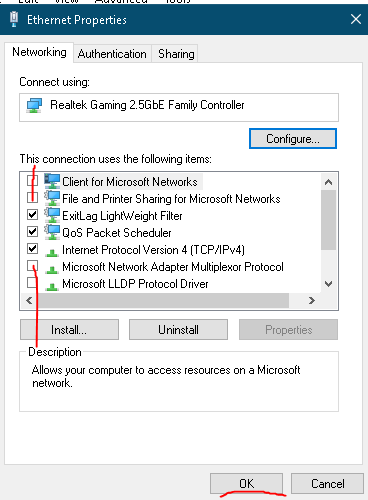 Edit View Advanced Tools
Ethernet Properties
Networking Authentication Sharing
Connect using:
Realtek Gaming 2.5GbE Family Controller
Configure...
This connection uses the following items:
Client for Microsoft Networks
File and Printer Sharing for Microsoft Networks
ExitLag LightWeight Filter
QoS Packet Scheduler
Internet Protocol Version 4 (TCP/IPv4)
Microsoft Network Adapter Multiplexor Protocol
Microsoft LLDP Protocol Driver
Install... Uninstall Properties
Description
Allows your computer to access resources on a Microsoft
network.
OK Cancel